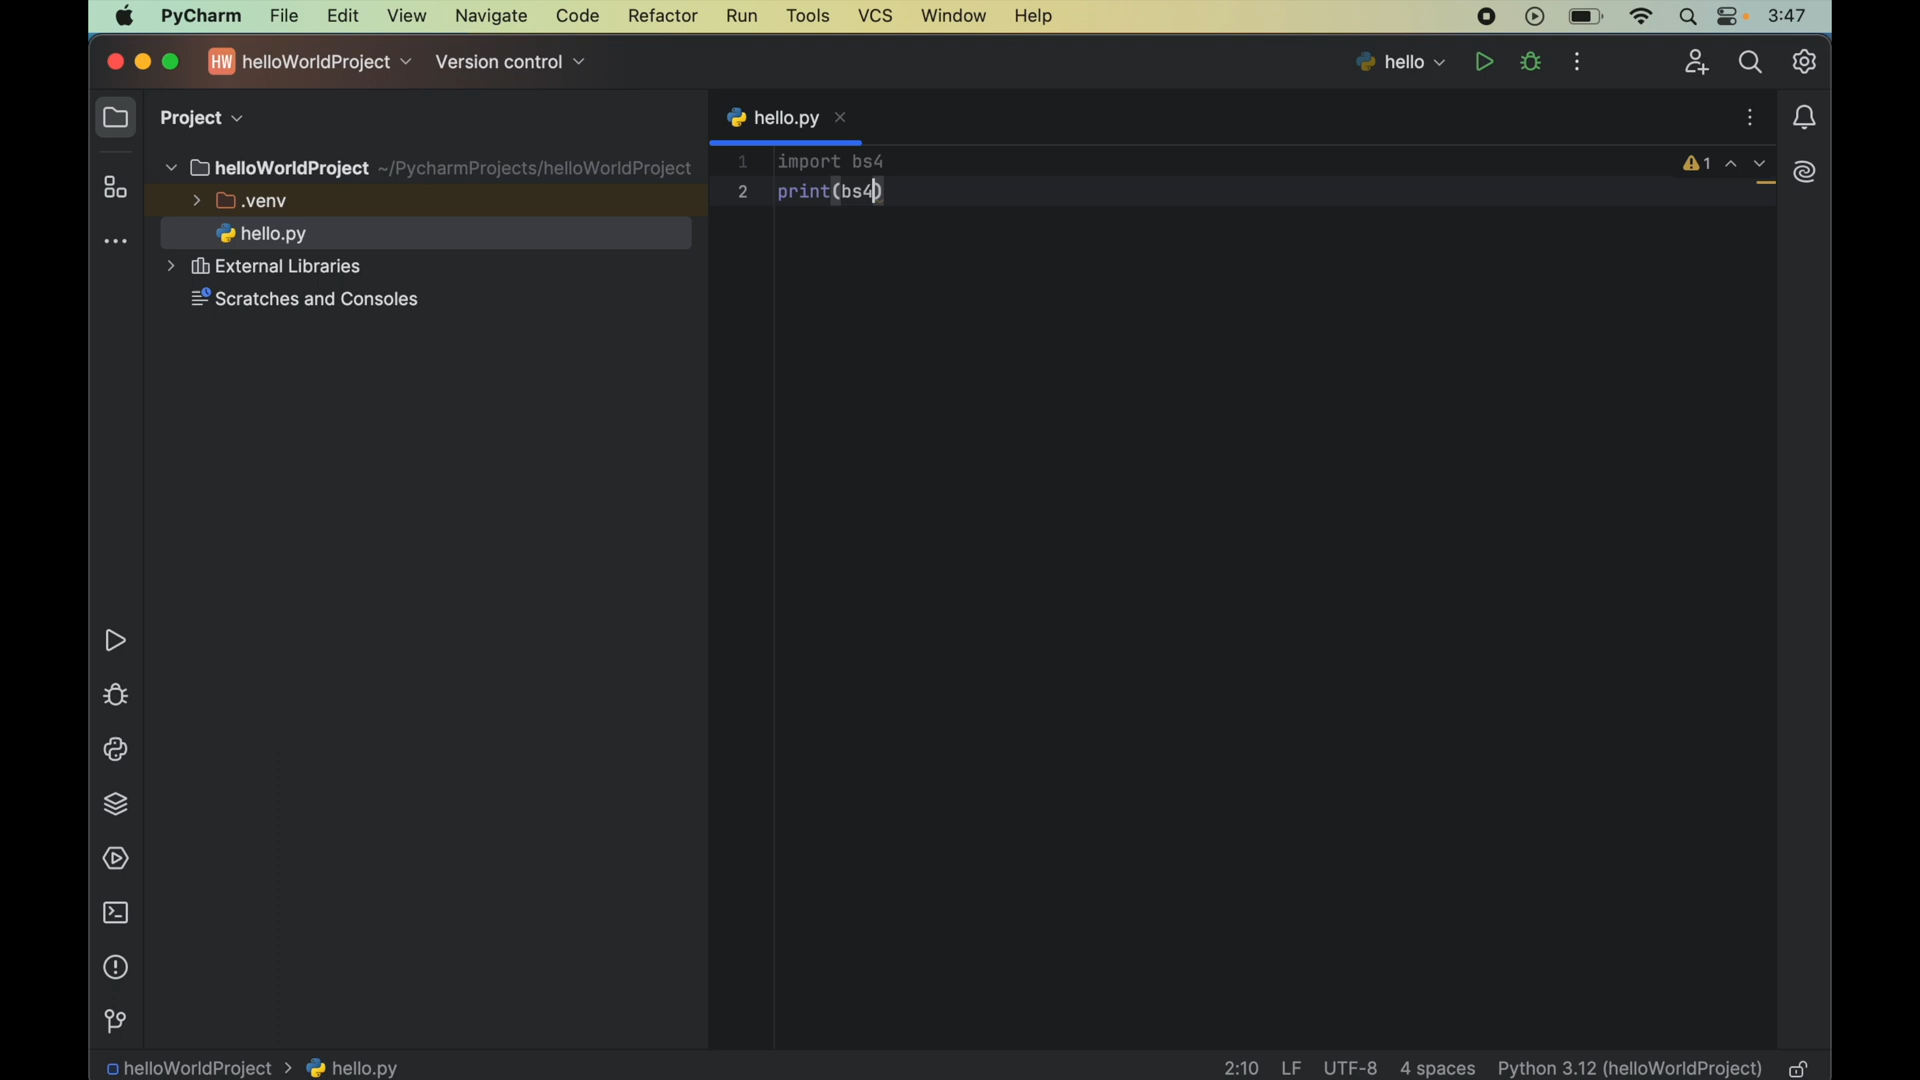 PyCharm File Edit View Navigate Code Refactor Run Tools VCS Window Help 3:47
HW helloWorldProject Version control hello
Project
hello.py
helloWorldProject ~/PycharmProjects/helloWorldProject
.venv
hello.py
External Libraries
Scratches and Consoles
1 import bs4
2 print(bs4)
1
helloWorldProject > hello.py 2:10 LF UTF-8 4 spaces Python 3.12 (helloWorldProject)